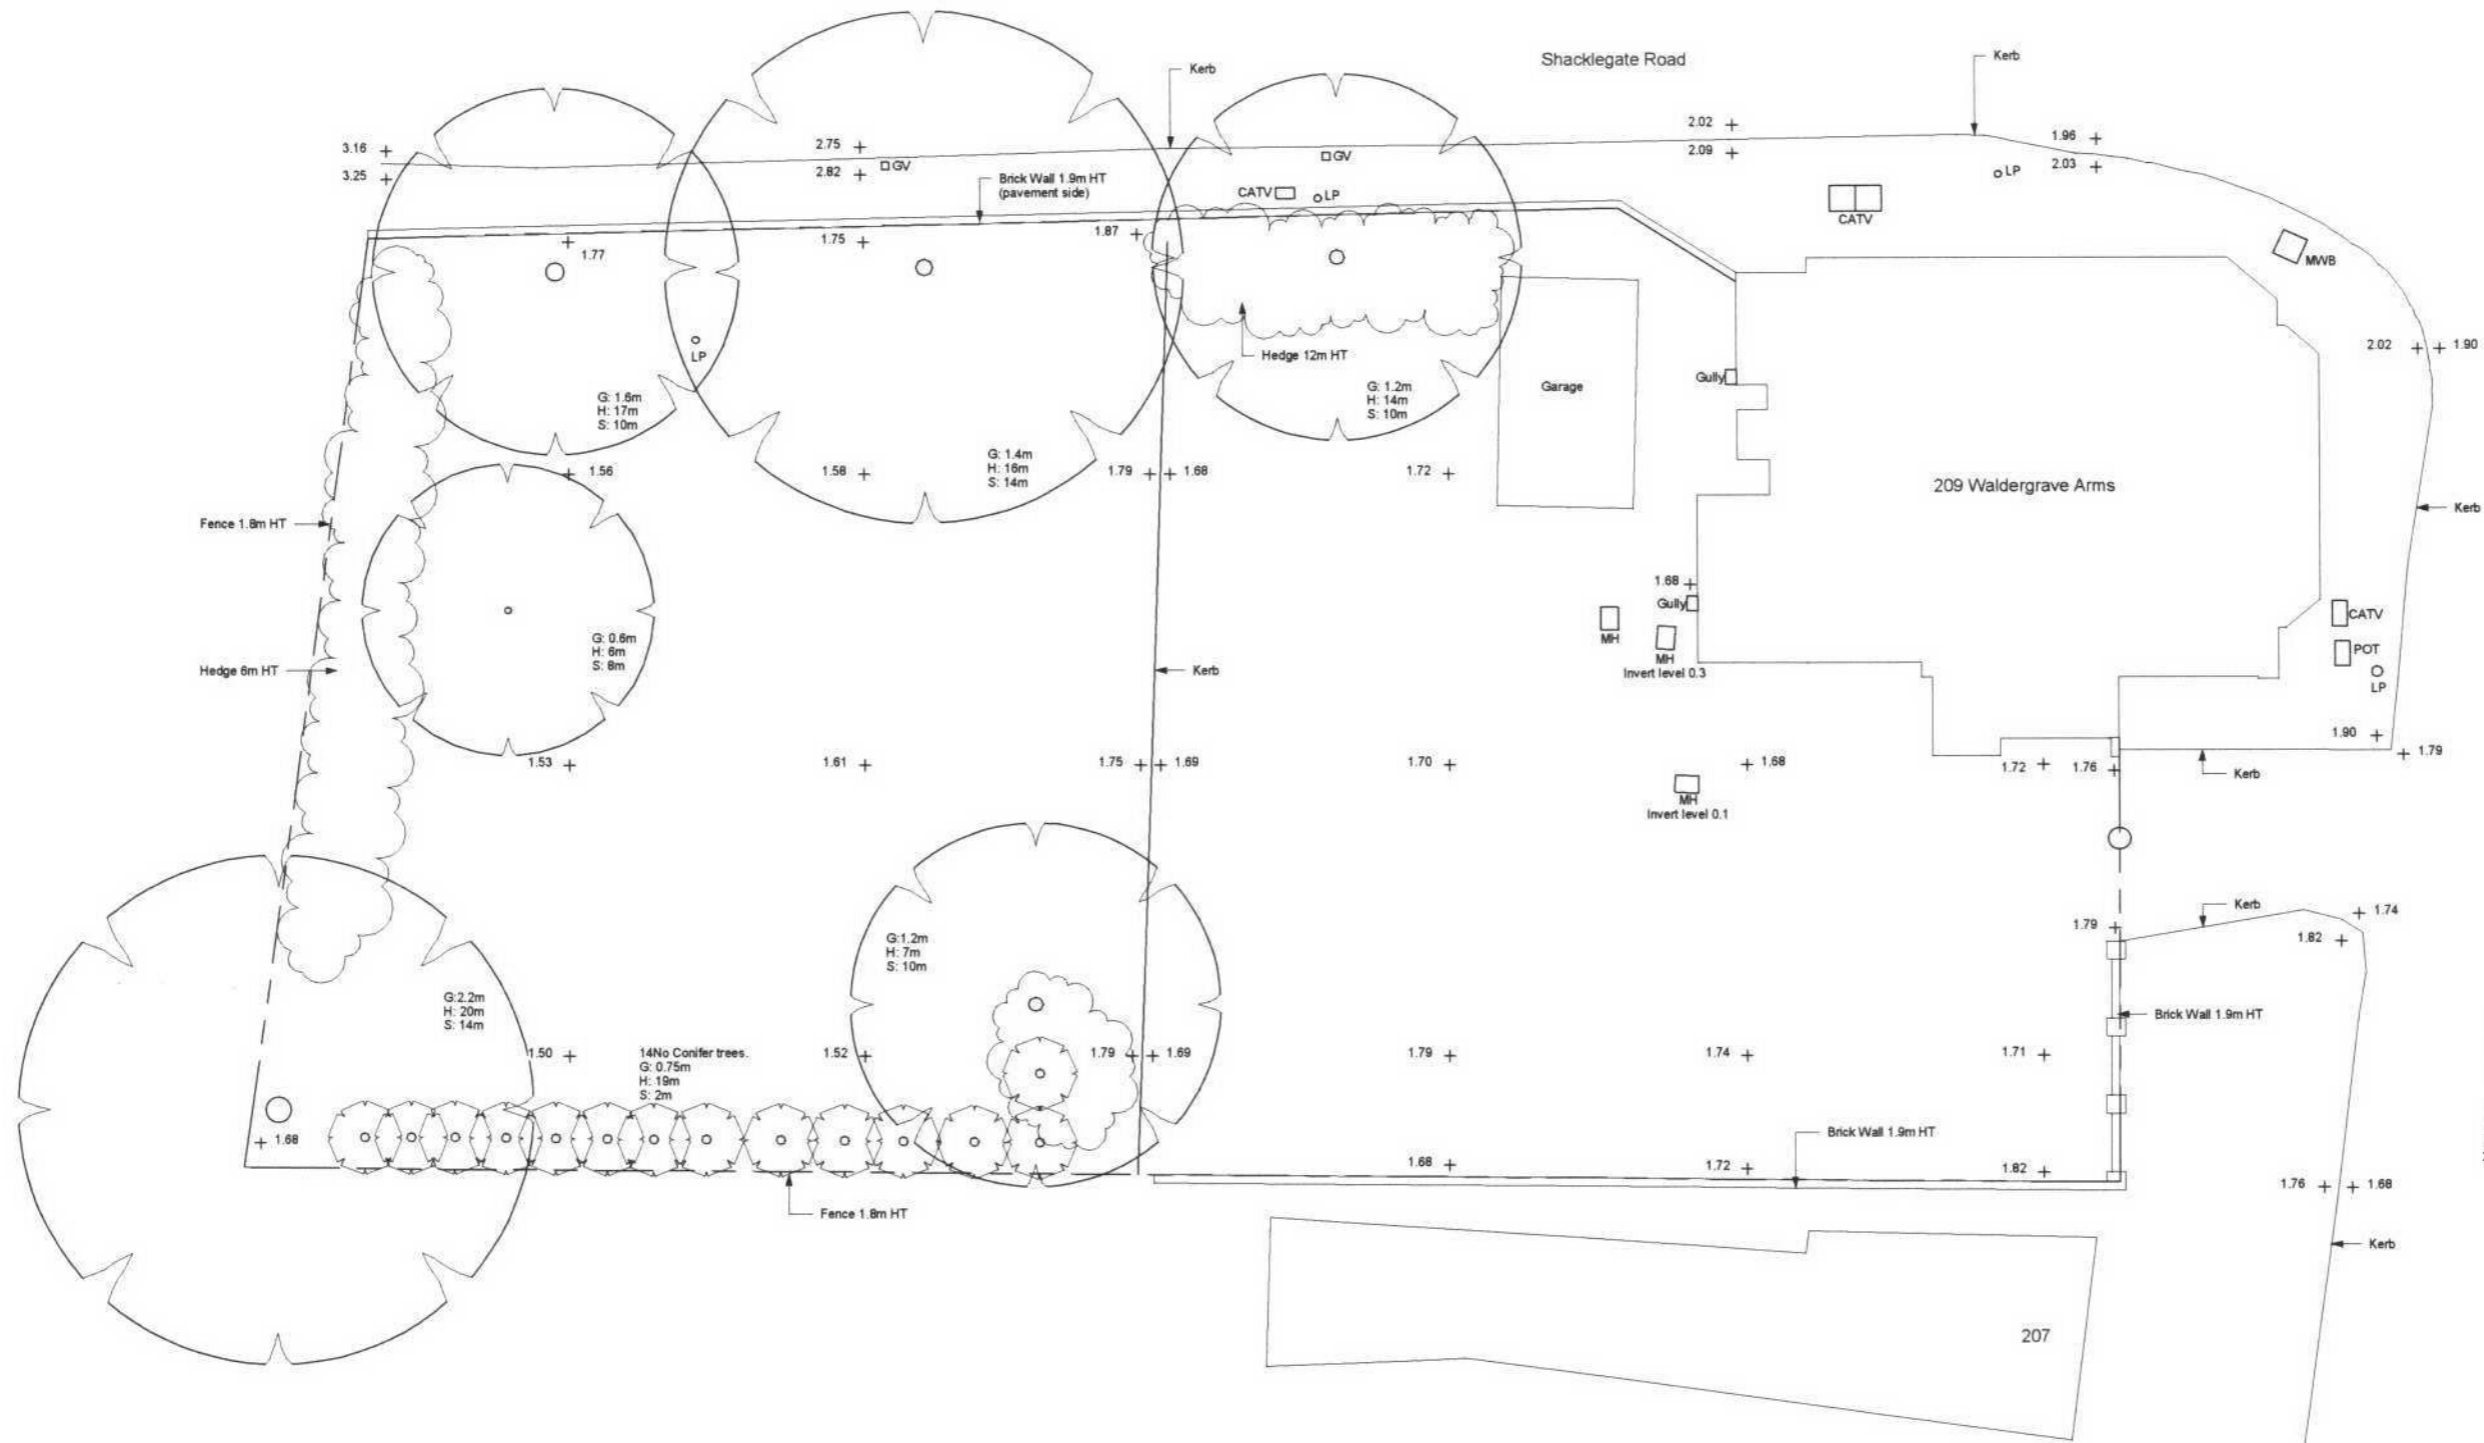 Shacklegate Road
Kerb
Kerb
3.16
3.25
2.75
2.82
GV
GV
2.02
2.09
1.96
2.03
LP
Brick Wall 1.9m HT
(pavement side)
CATV
LP
CATV
MWB
1.77
1.75
1.87
LP
Hedge 12m HT
2.02
1.90
Gully
Garage
G: 1.6m
H: 17m
S: 10m
G: 1.2m
H: 14m
S: 10m
G: 1.4m
H: 16m
S: 14m
1.56
1.58
1.79
1.68
1.72
209 Waldergrave Arms
Kerb
Fence 1.8m HT
1.68
Gully
MH
MH
Invert level 0.3
CATV
POT
LP
G: 0.6m
H: 6m
S: 8m
Hedge 6m HT
Kerb
1.90
1.79
1.53
1.61
1.75
1.69
1.70
1.68
1.72
1.76
Kerb
MH
Invert level 0.1
Kerb
1.74
1.79
1.82
G:1.2m
H: 7m
S: 10m
G:2.2m
H: 20m
S: 14m
Brick Wall 1.9m HT
1.50
14No Conifer trees.
G: 0.75m
H: 19m
S: 2m
1.52
1.79
1.69
1.79
1.74
1.71
1.68
Brick Wall 1.9m HT
1.68
1.72
1.82
1.76
1.68
Fence 1.8m HT
Kerb
207